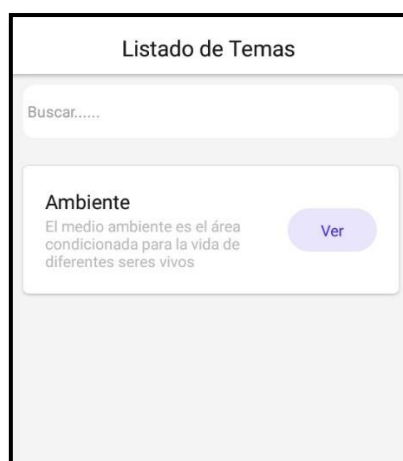 Listado de Temas
Buscar......
Ambiente
El medio ambiente es el área
condicionada para la vida de
diferentes seres vivos
Ver